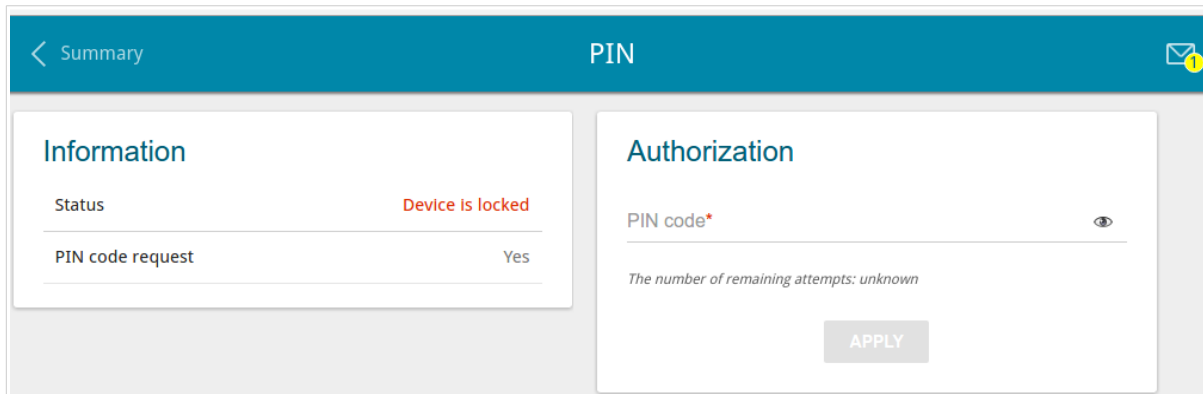 Summary
PIN
1
Information
Status Device is locked
PIN code request Yes
Authorization
PIN code*
The number of remaining attempts: unknown
APPLY